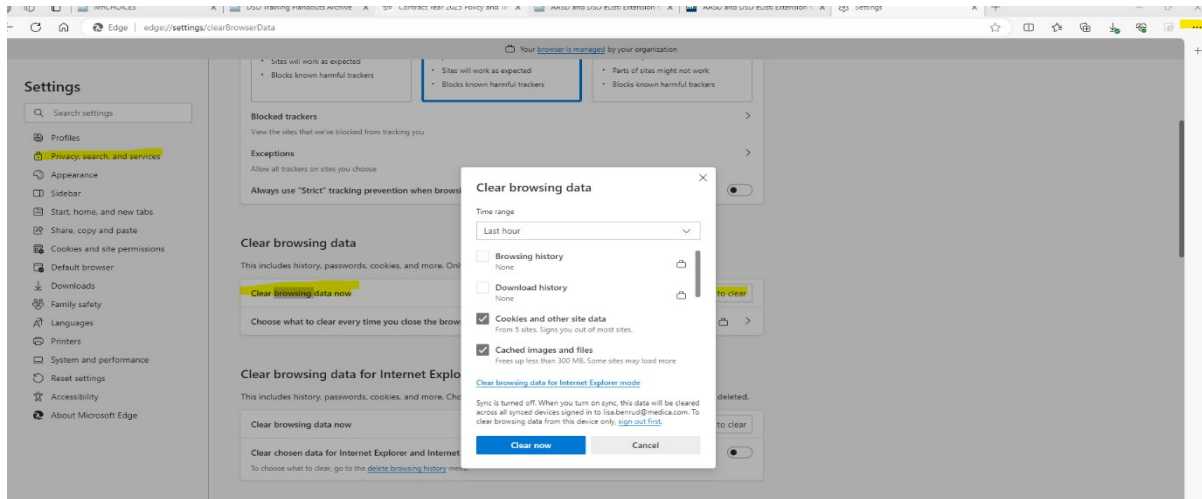 MnCHOICES
DSD Training Handouts Archive
Contract Year 2025 Policy and
AASD and DSD eList Extension
AASD and DSD eList Extension
Settings
Edge
edge://settings/clearBrowserData
Your browser is managed by your organization
Settings
Search settings
Profiles
Privacy, search, and services
Appearance
Sidebar
Start, home, and new tabs
Share, copy and paste
Cookies and site permissions
Default browser
Downloads
Family safety
Languages
Printers
System and performance
Reset settings
Accessibility
About Microsoft Edge
Sites will work as expected
Blocks known harmful trackers
Sites will work as expected
Blocks known harmful trackers
Parts of sites might not work
Blocks known harmful trackers
Blocked trackers
View the sites that we've blocked from tracking you
Exceptions
Allow all trackers on sites you choose
Always use "Strict" tracking prevention when browsi
Clear browsing data
This includes history, passwords, cookies, and more. Onl
Clear browsing data now
to clear
Choose what to clear every time you close the brow
Clear browsing data for Internet Explo
This includes history, passwords, cookies, and more. Cho
deleted.
Clear browsing data now
to clear
Clear chosen data for Internet Explorer and Internet
To choose what to clear, go to the delete browsing history menu
Clear browsing data
Time range
Last hour
Browsing history
None
Download history
None
Cookies and other site data
From 5 sites. Signs you out of most sites.
Cached images and files
Frees up less than 300 MB. Some sites may load more
Clear browsing data for Internet Explorer mode
Sync is turned off. When you turn on sync, this data will be cleared
across all synced devices signed in to lisa.benrud@medica.com. To
clear browsing data from this device only, sign out first.
Clear now
Cancel